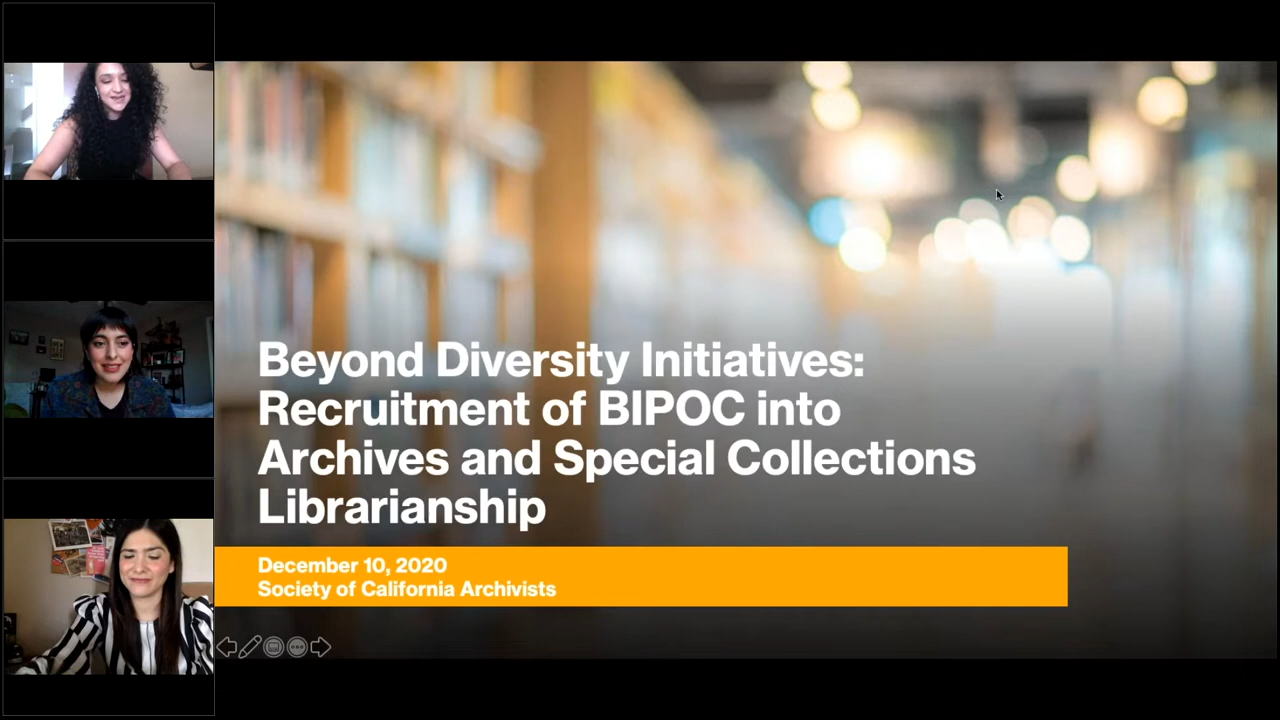 Beyond Diversity Initiatives:
Recruitment of BIPOC into
Archives and Special Collections
Librarianship
December 10, 2020
Society of California Archivists